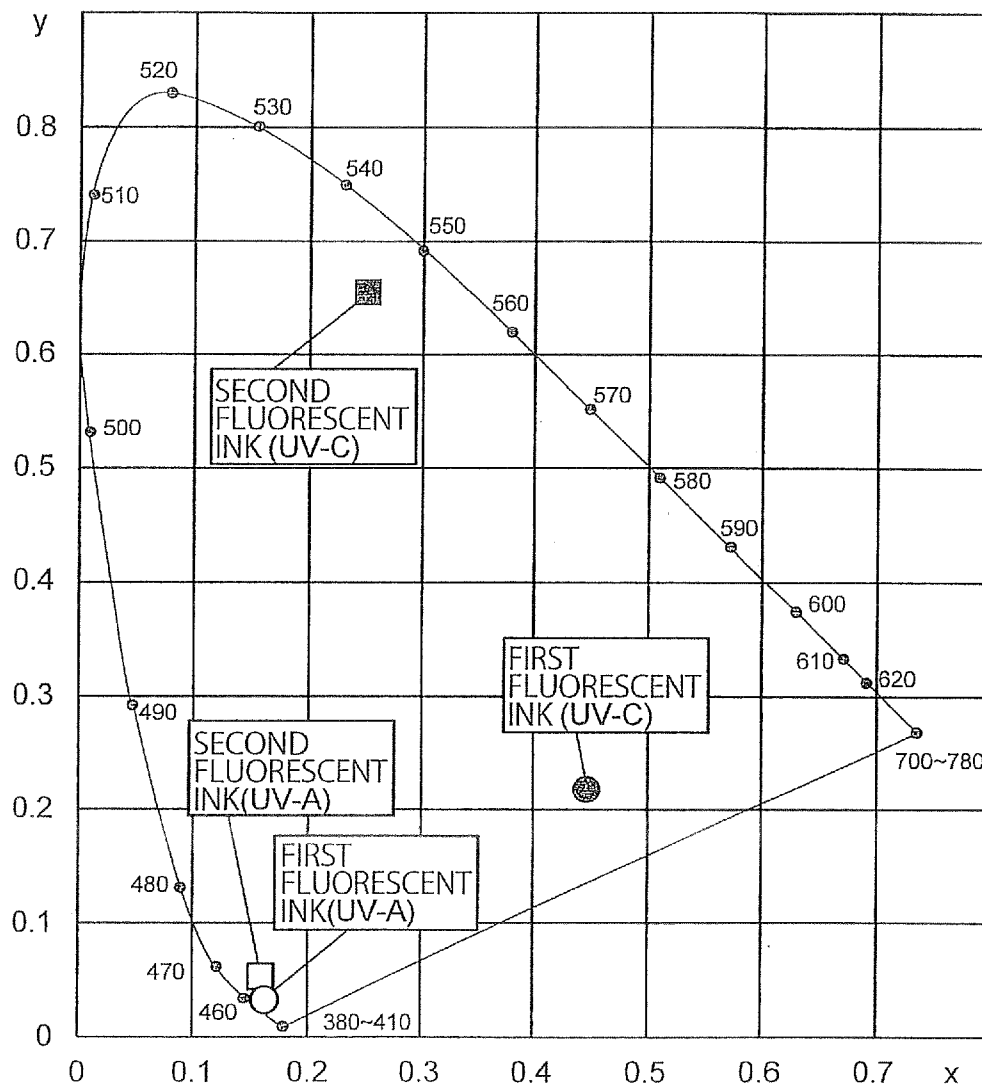 y
520
530
0.8
540
510
0.7
550
560
0.6
SECOND
FLUORESCENT
INK (UV-C)
570
500
0.5
580
590
0.4
600
FIRST
FLUORESCENT
INK (UV-C)
610
620
0.3
490
SECOND
FLUORESCENT
INK(UV-A)
700~780
0.2
FIRST
FLUORESCENT
INK(UV-A)
480
0.1
470
460
380~410
0
0
0.1
0.2
0.3
0.4
0.5
0.6
0.7
x